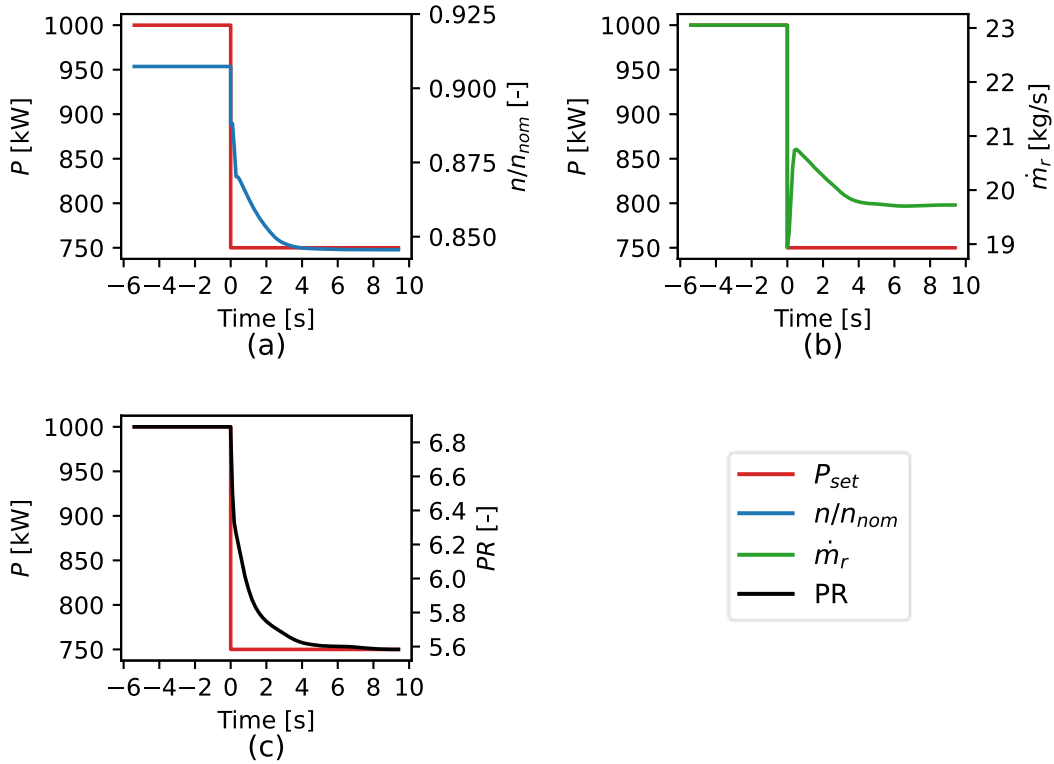 1000
950
900
850
800
750
P [kW]
0.925
0.900
0.875
0.850
n/n_nom [-]
−6 −4 −2 0 2 4 6 8 10
Time [s]
(a)
1000
950
900
850
800
750
P [kW]
23
22
21
20
19
ṁ_r [kg/s]
−6 −4 −2 0 2 4 6 8 10
Time [s]
(b)
1000
950
900
850
800
750
P [kW]
6.8
6.6
6.4
6.2
6.0
5.8
5.6
PR [-]
−6 −4 −2 0 2 4 6 8 10
Time [s]
(c)
P_set
n/n_nom
ṁ_r
PR